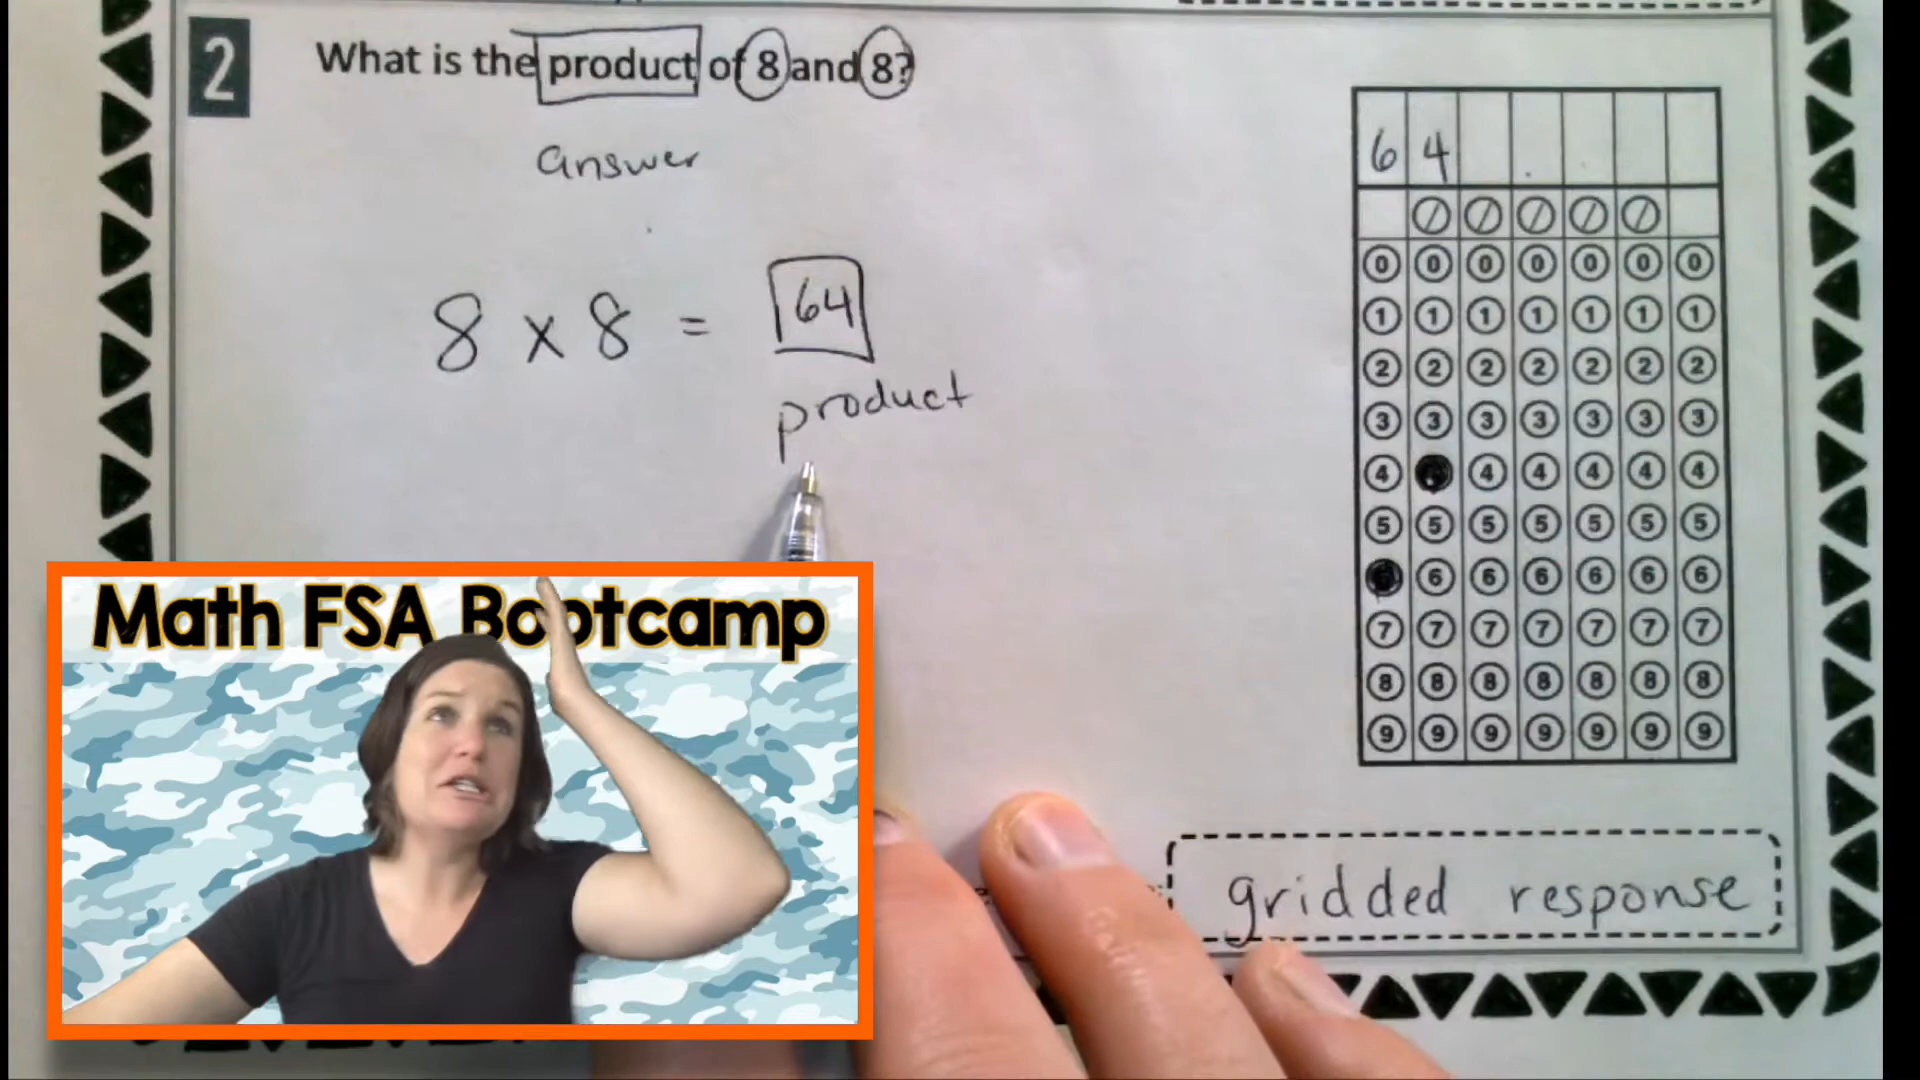 2 What is the product of 8 and 8?
answer
8 x 8 = 64
product
6 4 .
0 0 0 0 0 0 0
1 1 1 1 1 1 1
2 2 2 2 2 2 2
3 3 3 3 3 3 3
4 4 4 4 4 4
5 5 5 5 5 5 5
6 6 6 6 6 6
7 7 7 7 7 7 7
8 8 8 8 8 8 8
9 9 9 9 9 9 9
Math FSA Bootcamp
gridded response